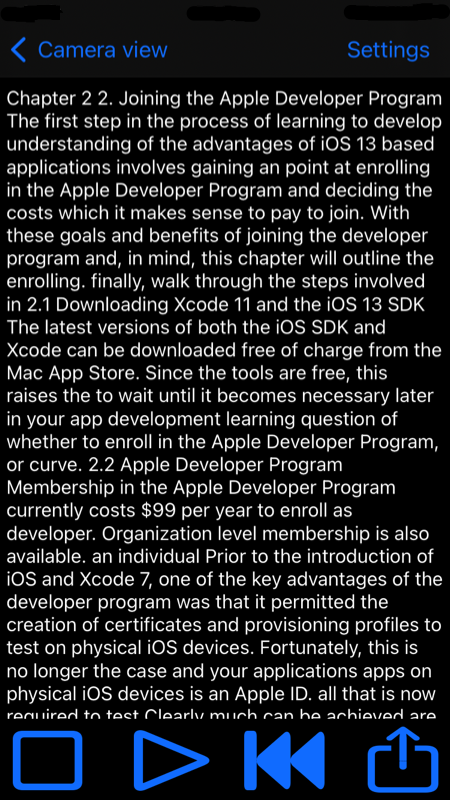 Camera view
Settings
Chapter 2 2. Joining the Apple Developer Program
The first step in the process of learning to develop
understanding of the advantages of iOS 13 based
applications involves gaining an point at enrolling
in the Apple Developer Program and deciding the
costs which it makes sense to pay to join. With
these goals and benefits of joining the developer
program and, in mind, this chapter will outline the
enrolling. finally, walk through the steps involved
in 2.1 Downloading Xcode 11 and the iOS 13 SDK
The latest versions of both the iOS SDK and
Xcode can be downloaded free of charge from the
Mac App Store. Since the tools are free, this
raises the to wait until it becomes necessary later
in your app development learning question of
whether to enroll in the Apple Developer Program,
or curve. 2.2 Apple Developer Program
Membership in the Apple Developer Program
currently costs $99 per year to enroll as
developer. Organization level membership is also
available. an individual Prior to the introduction of
iOS and Xcode 7, one of the key advantages of the
developer program was that it permitted the
creation of certificates and provisioning profiles to
test on physical iOS devices. Fortunately, this is
no longer the case and your applications apps on
physical iOS devices is an Apple ID. all that is now
required to test Clearly much can be achieved are